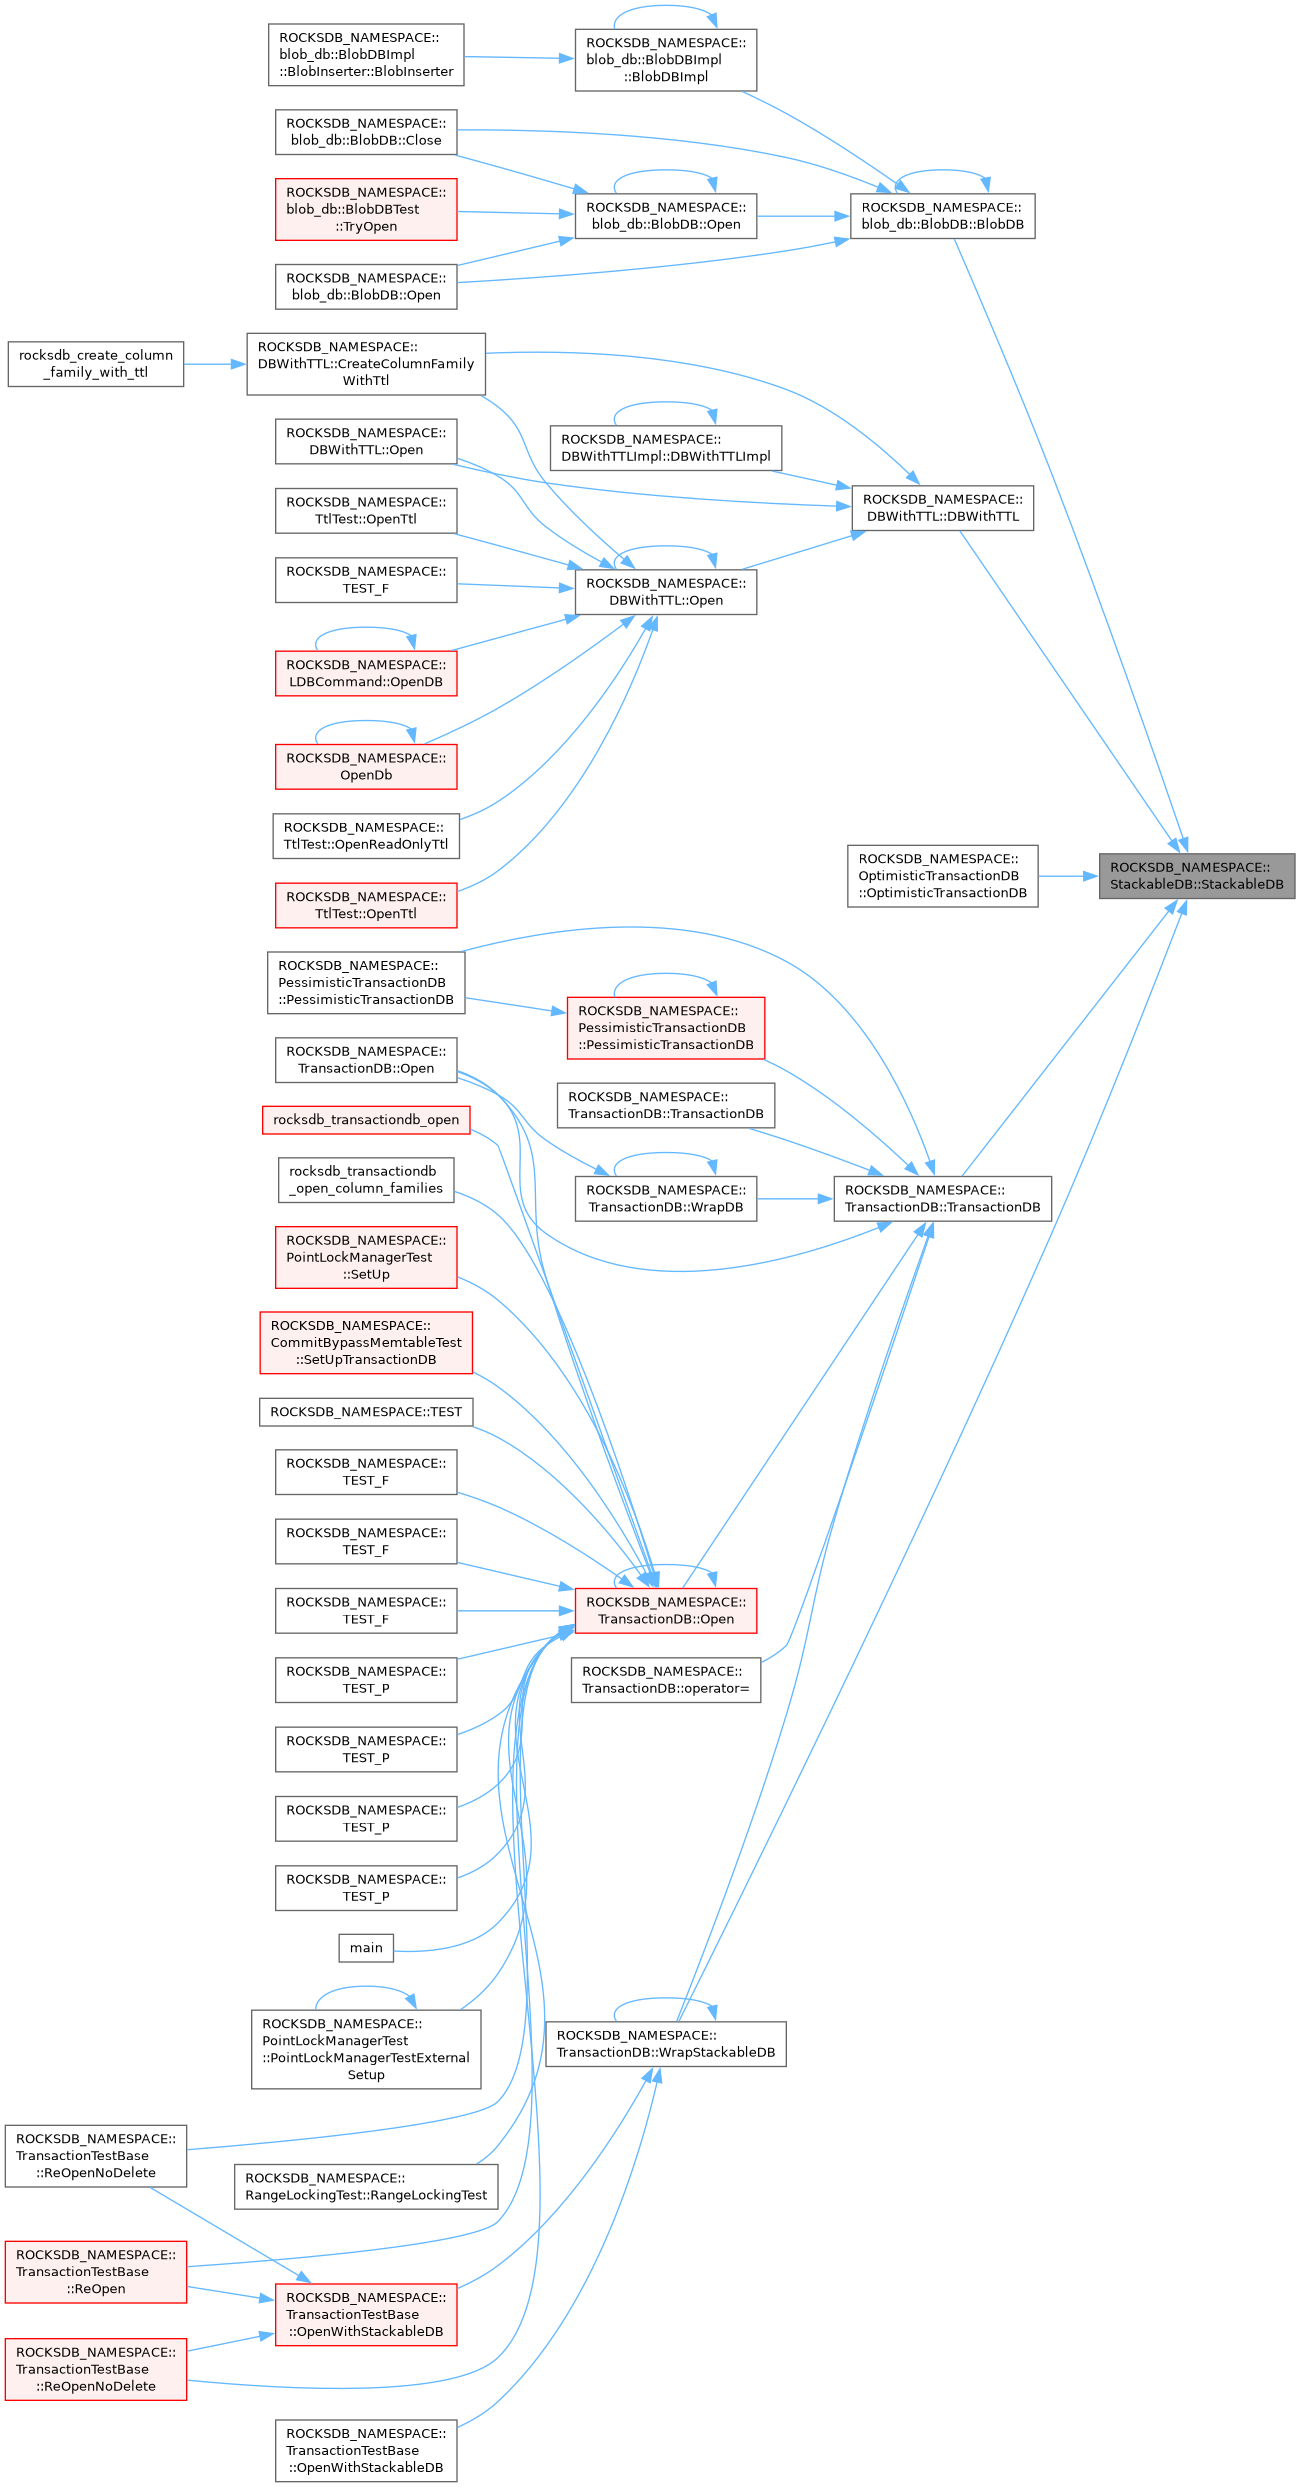 ROCKSDB_NAMESPACE::
blob_db::BlobDBImpl
::BlobInserter::BlobInserter
ROCKSDB_NAMESPACE::
blob_db::BlobDBImpl
::BlobDBImpl
ROCKSDB_NAMESPACE::
blob_db::BlobDB::Close
ROCKSDB_NAMESPACE::
blob_db::BlobDBTest
::TryOpen
ROCKSDB_NAMESPACE::
blob_db::BlobDB::Open
ROCKSDB_NAMESPACE::
blob_db::BlobDB::BlobDB
ROCKSDB_NAMESPACE::
blob_db::BlobDB::Open
rocksdb_create_column
_family_with_ttl
ROCKSDB_NAMESPACE::
DBWithTTL::CreateColumnFamily
WithTtl
ROCKSDB_NAMESPACE::
DBWithTTL::Open
ROCKSDB_NAMESPACE::
DBWithTTLImpl::DBWithTTLImpl
ROCKSDB_NAMESPACE::
TtlTest::OpenTtl
ROCKSDB_NAMESPACE::
DBWithTTL::DBWithTTL
ROCKSDB_NAMESPACE::
TEST_F
ROCKSDB_NAMESPACE::
DBWithTTL::Open
ROCKSDB_NAMESPACE::
LDBCommand::OpenDB
ROCKSDB_NAMESPACE::
OpenDb
ROCKSDB_NAMESPACE::
TtlTest::OpenReadOnlyTtl
ROCKSDB_NAMESPACE::
OptimisticTransactionDB
::OptimisticTransactionDB
ROCKSDB_NAMESPACE::
StackableDB::StackableDB
ROCKSDB_NAMESPACE::
TtlTest::OpenTtl
ROCKSDB_NAMESPACE::
PessimisticTransactionDB
::PessimisticTransactionDB
ROCKSDB_NAMESPACE::
PessimisticTransactionDB
::PessimisticTransactionDB
ROCKSDB_NAMESPACE::
TransactionDB::Open
ROCKSDB_NAMESPACE::
TransactionDB::TransactionDB
rocksdb_transactiondb_open
rocksdb_transactiondb
_open_column_families
ROCKSDB_NAMESPACE::
TransactionDB::WrapDB
ROCKSDB_NAMESPACE::
TransactionDB::TransactionDB
ROCKSDB_NAMESPACE::
PointLockManagerTest
::SetUp
ROCKSDB_NAMESPACE::
CommitBypassMemtableTest
::SetUpTransactionDB
ROCKSDB_NAMESPACE::TEST
ROCKSDB_NAMESPACE::
TEST_F
ROCKSDB_NAMESPACE::
TEST_F
ROCKSDB_NAMESPACE::
TEST_F
ROCKSDB_NAMESPACE::
TransactionDB::Open
ROCKSDB_NAMESPACE::
TEST_P
ROCKSDB_NAMESPACE::
TransactionDB::operator=
ROCKSDB_NAMESPACE::
TEST_P
ROCKSDB_NAMESPACE::
TEST_P
ROCKSDB_NAMESPACE::
TEST_P
main
ROCKSDB_NAMESPACE::
PointLockManagerTest
::PointLockManagerTestExternal
Setup
ROCKSDB_NAMESPACE::
TransactionDB::WrapStackableDB
ROCKSDB_NAMESPACE::
TransactionTestBase
::ReOpenNoDelete
ROCKSDB_NAMESPACE::
RangeLockingTest::RangeLockingTest
ROCKSDB_NAMESPACE::
TransactionTestBase
::ReOpen
ROCKSDB_NAMESPACE::
TransactionTestBase
::OpenWithStackableDB
ROCKSDB_NAMESPACE::
TransactionTestBase
::ReOpenNoDelete
ROCKSDB_NAMESPACE::
TransactionTestBase
::OpenWithStackableDB